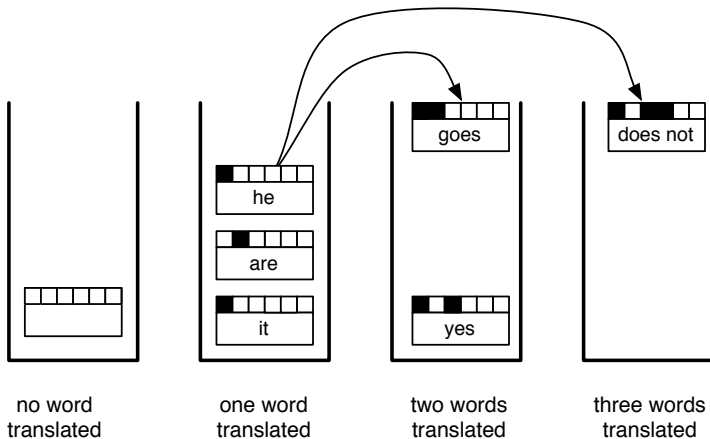 goes
does not
he
are
it
yes
no word
translated
one word
translated
two words
translated
three words
translated